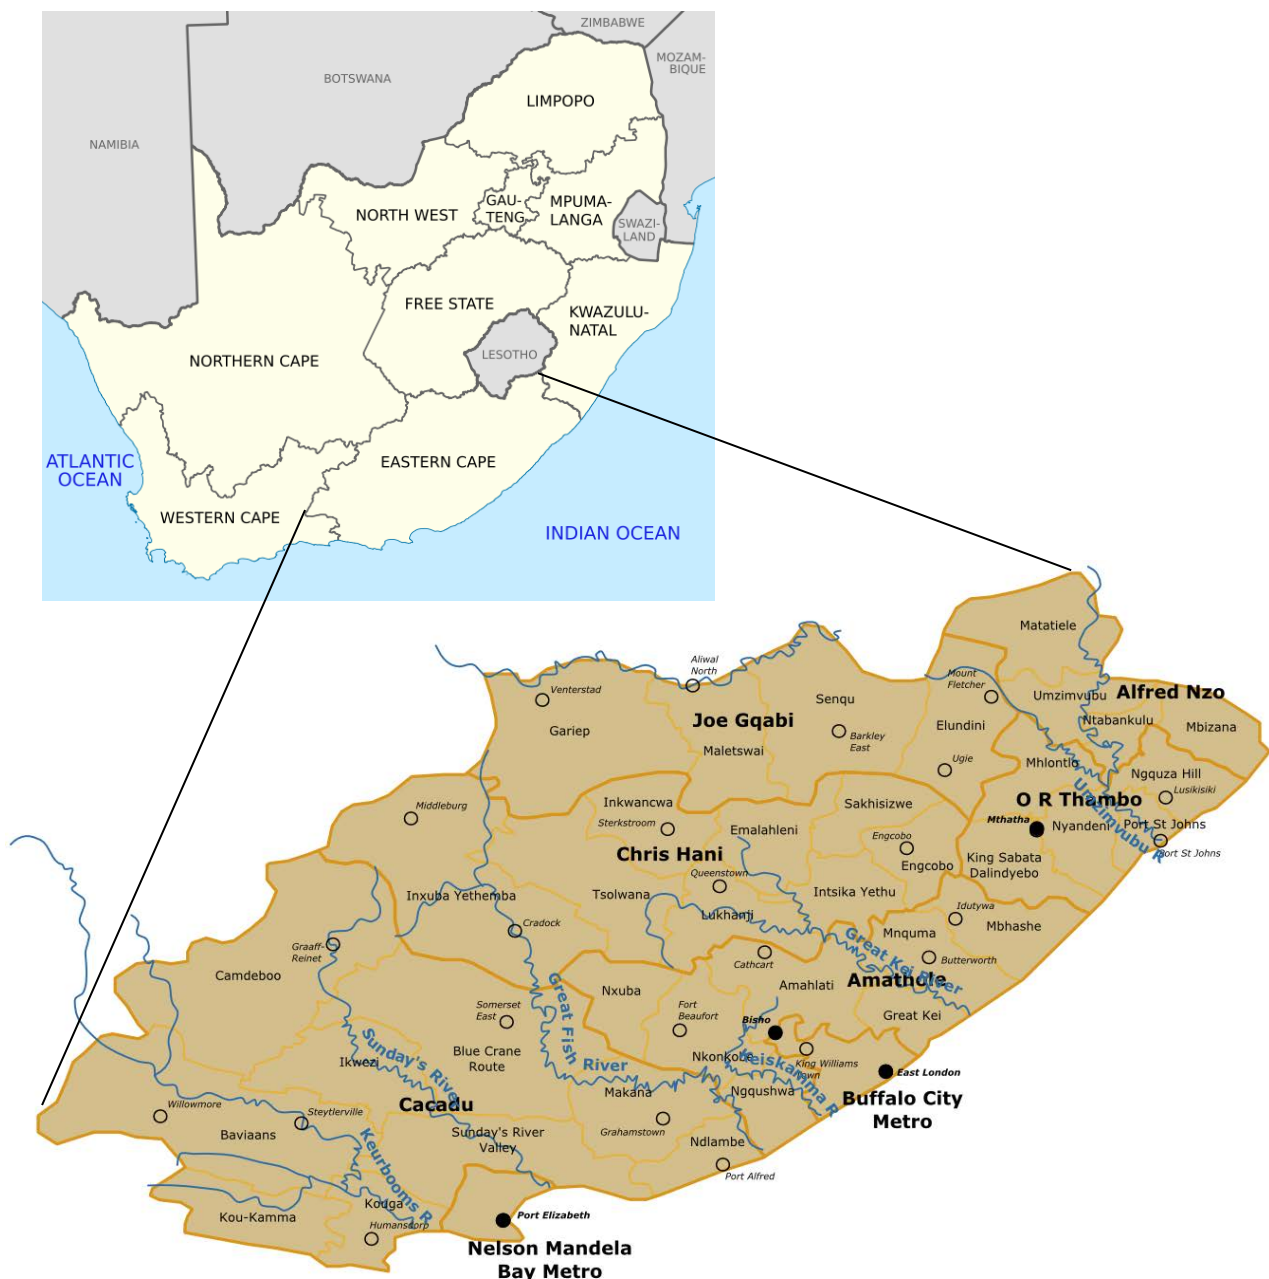 ZIMBABWE
MOZAM-
BIQUE
BOTSWANA
LIMPOPO
NAMIBIA
NORTH WEST
GAU-
TENG
MPUMA-
LANGA
SWAZI-
LAND
FREE STATE
KWAZULU-
NATAL
LESOTHO
NORTHERN CAPE
ATLANTIC
OCEAN
EASTERN CAPE
WESTERN CAPE
INDIAN OCEAN
Matatiele
Aliwal
North
Mount
Fletcher
Venterstad
Senqu
Umzimvubu
Alfred Nzo
Joe Gqabi
Ntabankulu
Mbizana
Gariep
Elundini
Barkley
East
Maletswai
Ugie
Mhlontlo
Ngquza Hill
Lusikisiki
Umzimvubu R
O R Thambo
Middleburg
Inkwancwa
Sakhisizwe
Sterkstroom
Emalahleni
Mthatha
Nyandeni
Port St Johns
Port St Johns
Engcobo
Engcobo
Chris Hani
King Sabata
Dalindyebo
Queenstown
Inxuba Yethemba
Tsolwana
Intsika Yethu
Lukhanji
Idutywa
Cradock
Mbhashe
Mnquma
Graaff-
Reinet
Great Kei River
Butterworth
Cathcart
Camdeboo
Amahlati
Amathole
Nxuba
Great Fish
River
Somerset
East
Fort
Beaufort
Bisho
Great Kei
Sunday's River
Ikwezi
Blue Crane
Route
Nkonkobe
Keiskamma R
King Williams
Town
East London
Makana
Ngqushwa
Buffalo City
Metro
Willowmore
Cacadu
Steytlerville
Baviaans
Grahamstown
Sunday's River
Valley
Ndlambe
Keurbooms R
Port Alfred
Kouga
Kou-Kamma
Humansdorp
Port Elizabeth
Nelson Mandela
Bay Metro